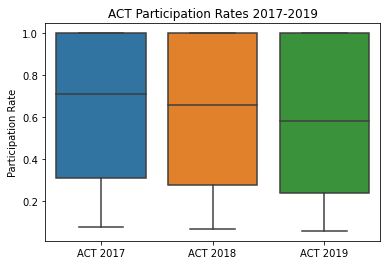 ACT Participation Rates 2017-2019
Participation Rate
1.0
0.8
0.6
0.4
0.2
ACT 2017
ACT 2018
ACT 2019